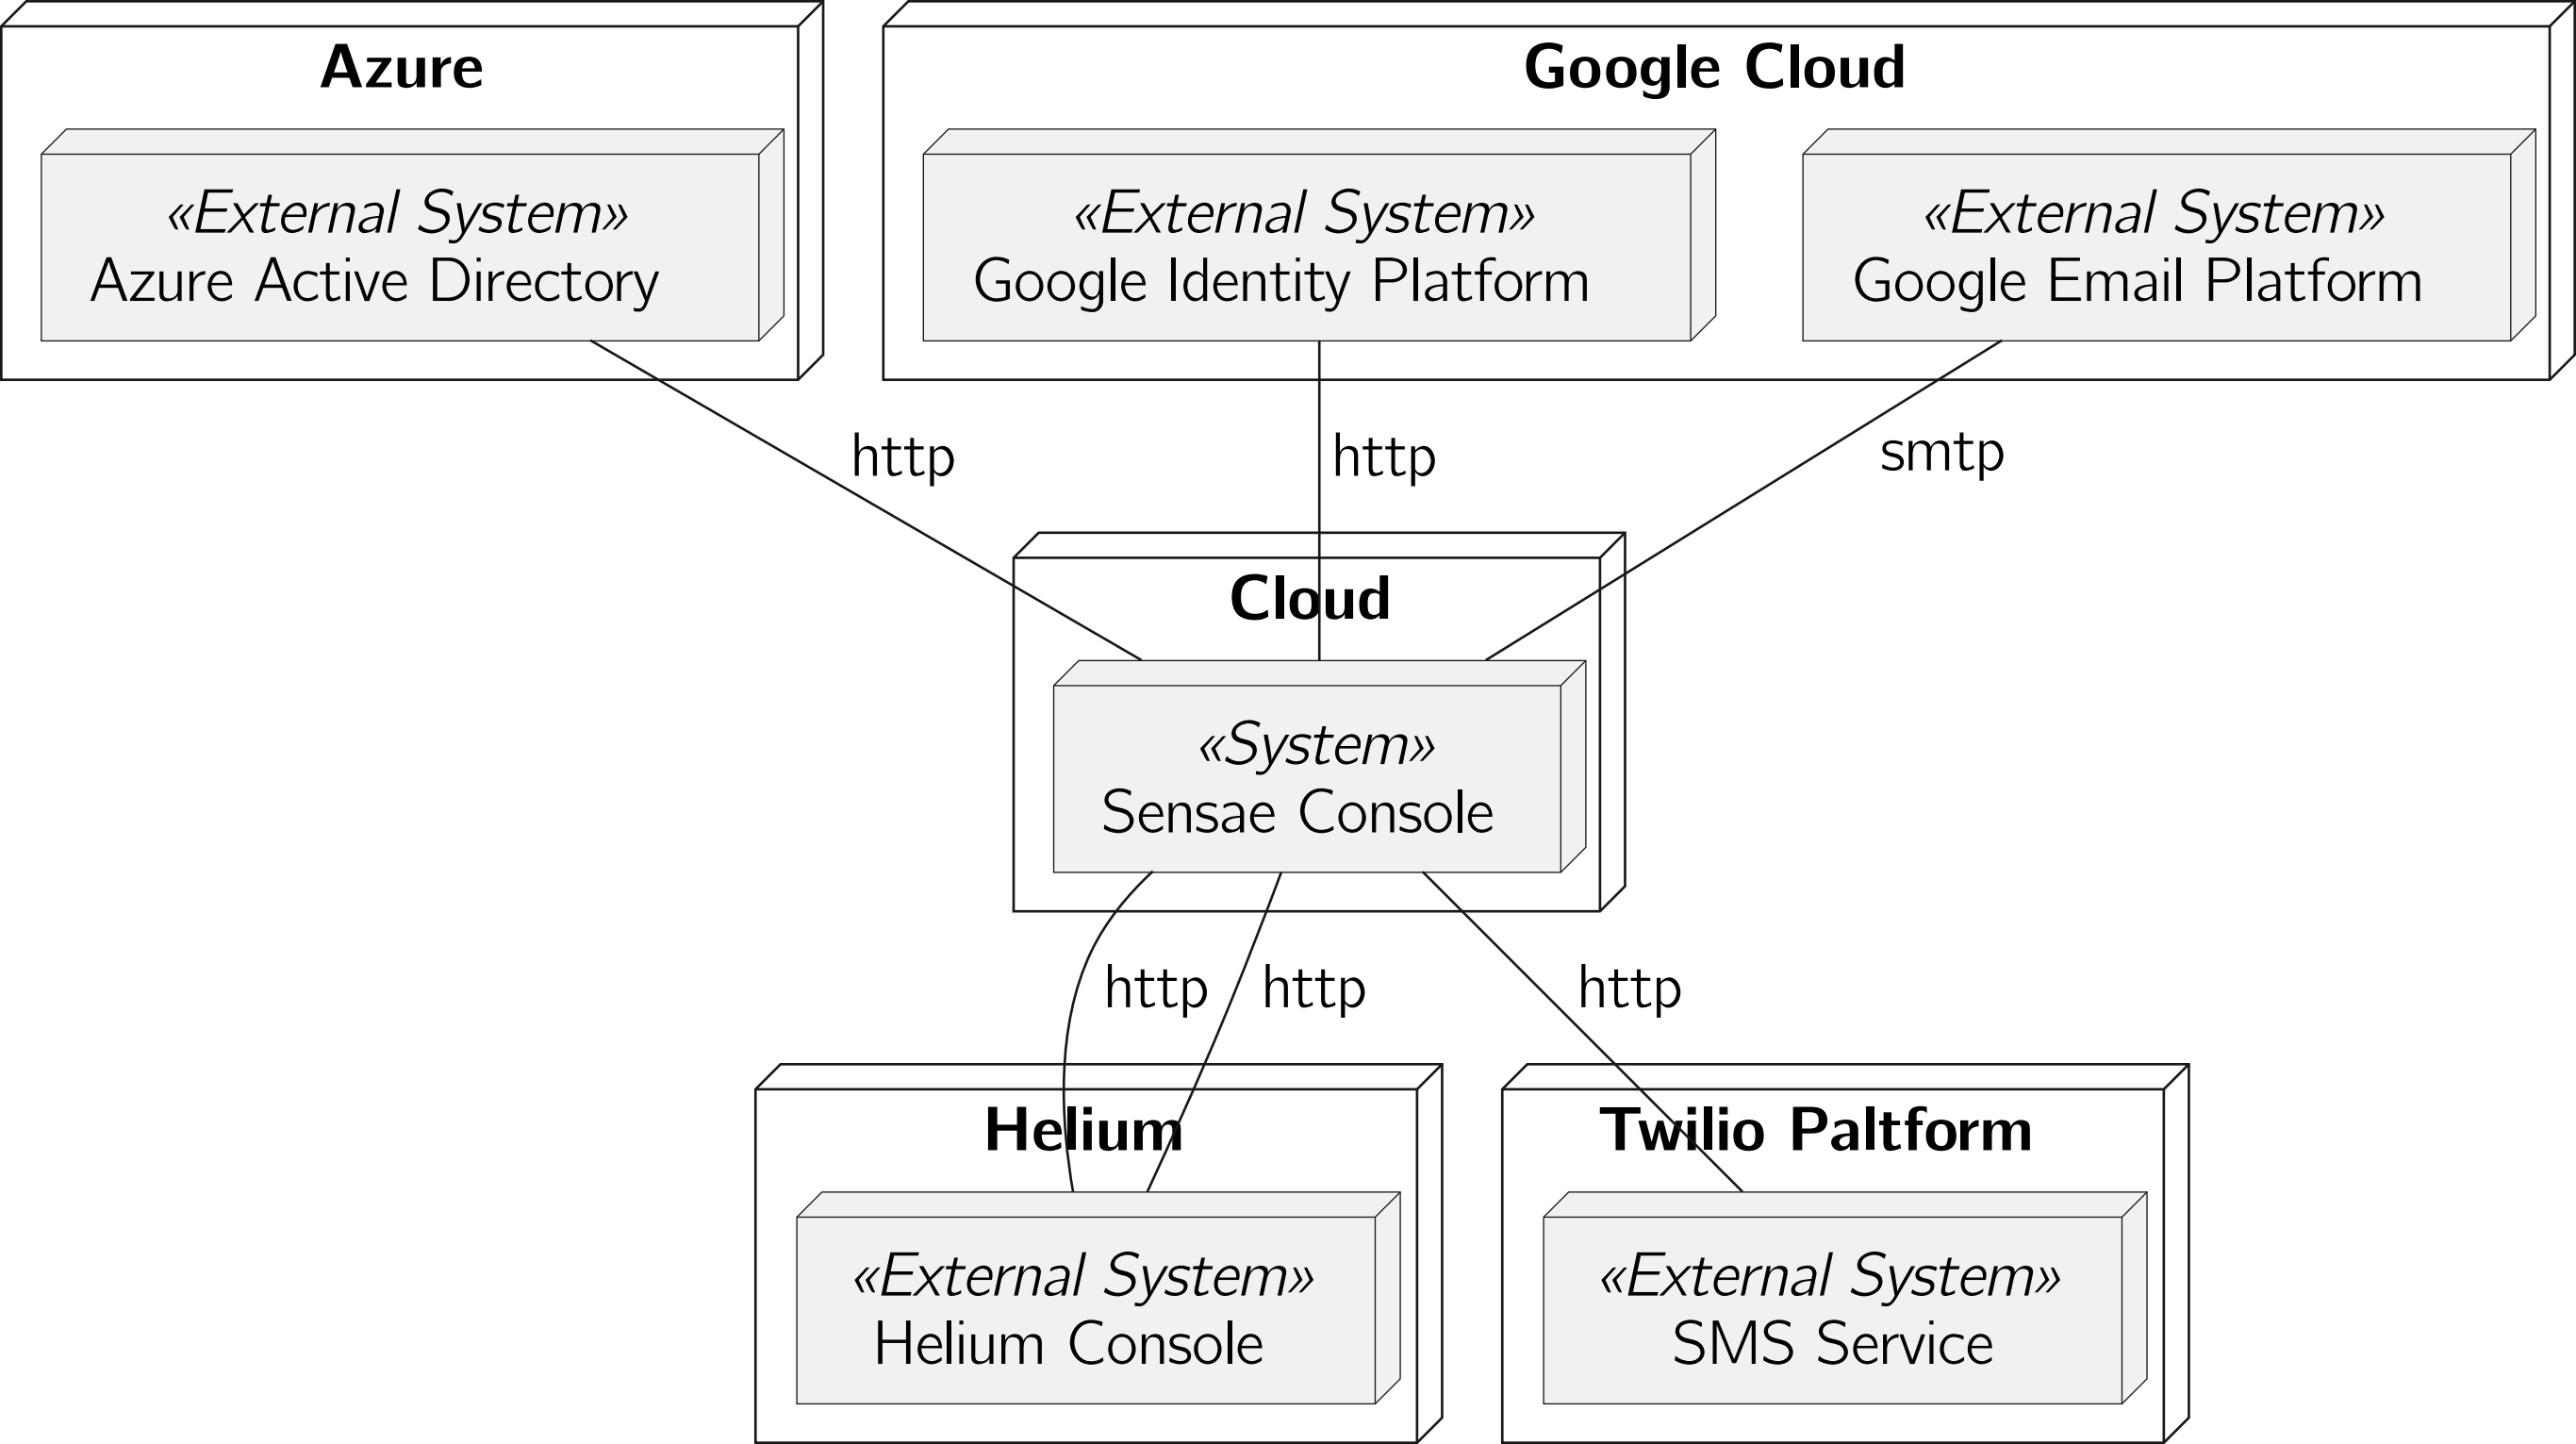 Azure
Google Cloud
«External System»
Azure Active Directory
«External System»
Google Identity Platform
«External System»
Google Email Platform
http
http
smtp
Cloud
«System»
Sensae Console
http
http
http
Helium
Twilio Paltform
«External System»
Helium Console
«External System»
SMS Service